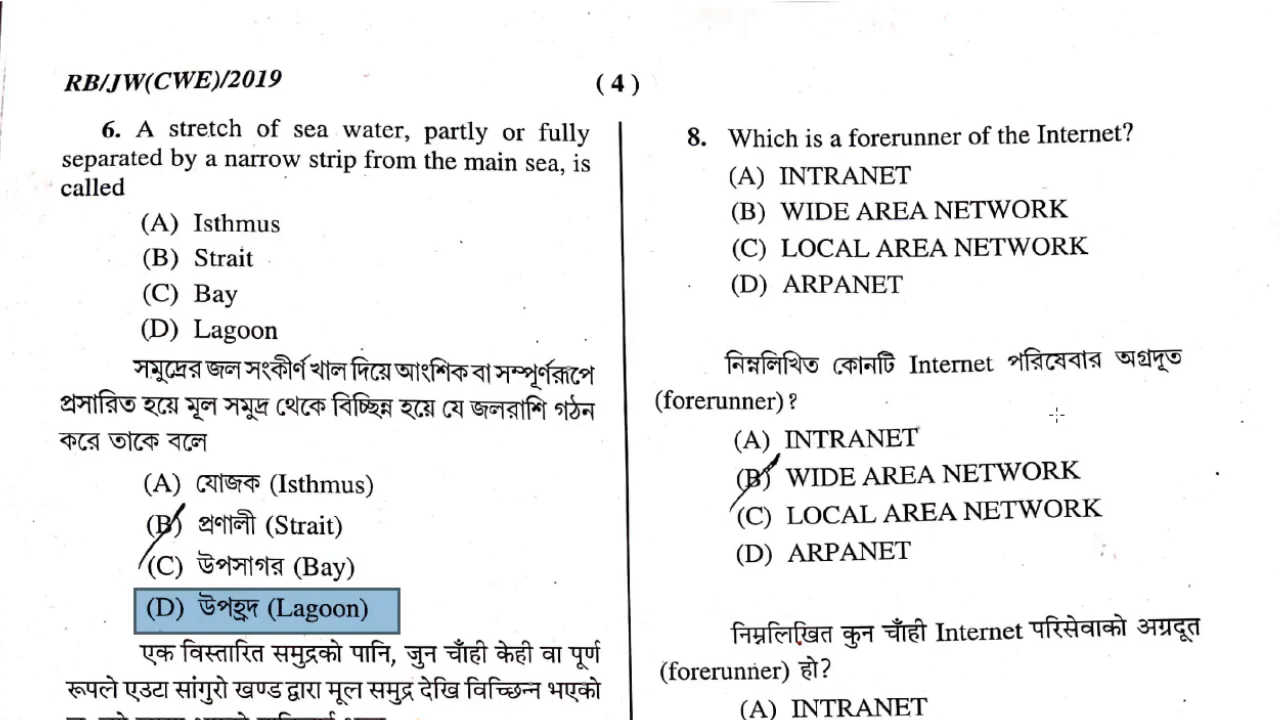 RB/JW(CWE)/2019
( 4 )
6. A stretch of sea water, partly or fully
separated by a narrow strip from the main sea, is
called
(A) Isthmus
(B) Strait
(C) Bay
(D) Lagoon
সমুদ্রের জল সংকীর্ণ খাল দিয়ে আংশিক বা সম্পূর্ণরূপে
প্রসারিত হয়ে মূল সমুদ্র থেকে বিচ্ছিন্ন হয়ে যে জলরাশি গঠন
করে তাকে বলে
(A) যোজক (Isthmus)
(B) প্রণালী (Strait)
(C) উপসাগর (Bay)
(D) উপহ্রদ (Lagoon)
एक विस्तारित समुद्रको पानि, जुन चाँही केही वा पूर्ण
रूपले एउटा सांगुरो खण्ड द्वारा मूल समुद्र देखि विच्छिन्न भएको
8. Which is a forerunner of the Internet?
(A) INTRANET
(B) WIDE AREA NETWORK
(C) LOCAL AREA NETWORK
(D) ARPANET
নিম্নলিখিত কোনটি Internet পরিষেবার অগ্রদূত
(forerunner) ?
(A) INTRANET
(B) WIDE AREA NETWORK
(C) LOCAL AREA NETWORK
(D) ARPANET
निम्नलिखित कुन चाँही Internet परिसेवाको अग्रदूत
(forerunner) हो?
(A) INTRANET